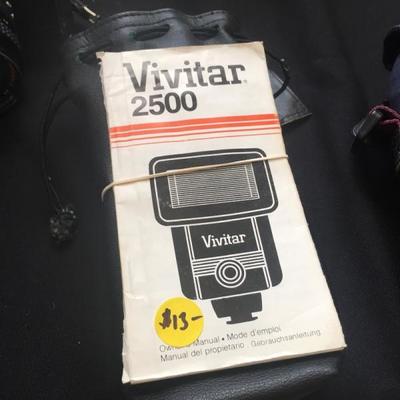 Vivitar
2500
Vivitar
$13-
Owner's Manual • Mode d'emploi
Manual del propietario . Gebrauchsanleitung